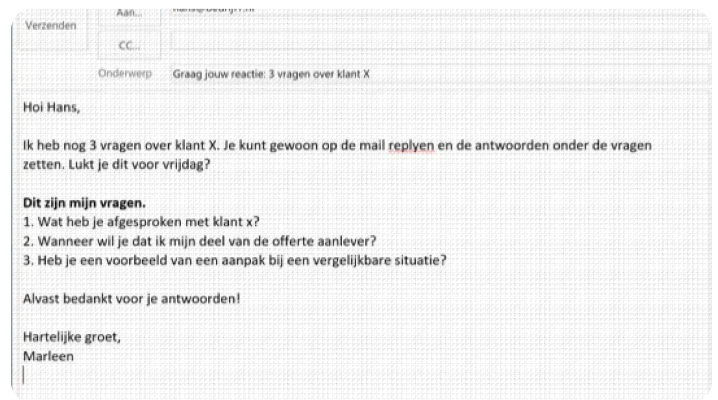 Aan...
Verzenden
CC...
Onderwerp Graag jouw reactie: 3 vragen over klant X
Hoi Hans,
Ik heb nog 3 vragen over klant X. Je kunt gewoon op de mail replyen en de antwoorden onder de vragen
zetten. Lukt je dit voor vrijdag?
Dit zijn mijn vragen.
1. Wat heb je afgesproken met klant x?
2. Wanneer wil je dat ik mijn deel van de offerte aanlever?
3. Heb je een voorbeeld van een aanpak bij een vergelijkbare situatie?
Alvast bedankt voor je antwoorden!
Hartelijke groet,
Marleen